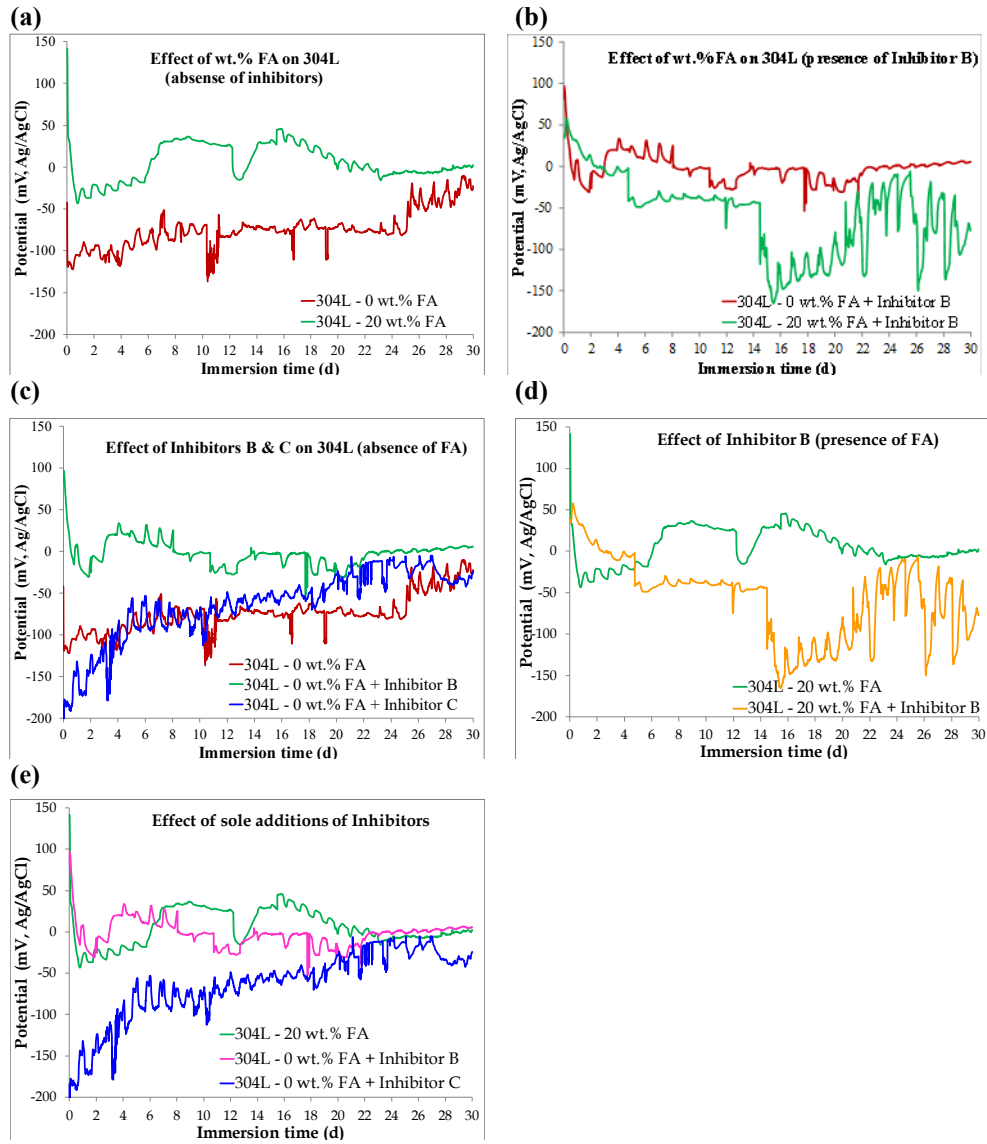 (a)
Effect of wt.% FA on 304L
(absense of inhibitors)
Potential (mV, Ag/AgCl)
150
100
50
0
-50
-100
-150
-200
304L - 0 wt.% FA
304L - 20 wt.% FA
0 2 4 6 8 10 12 14 16 18 20 22 24 26 28 30
Immersion time (d)
(b)
Effect of wt.% FA on 304L (presence of Inhibitor B)
Potential (mV, Ag/AgCl)
150
100
50
0
-50
-100
-150
-200
304L - 0 wt.% FA + Inhibitor B
304L - 20 wt.% FA + Inhibitor B
0 2 4 6 8 10 12 14 16 18 20 22 24 26 28 30
Immersion time (d)
(c)
Effect of Inhibitors B & C on 304L (absence of FA)
Potential (mV, Ag/AgCl)
150
100
50
0
-50
-100
-150
-200
304L - 0 wt.% FA
304L - 0 wt.% FA + Inhibitor B
304L - 0 wt.% FA + Inhibitor C
0 2 4 6 8 10 12 14 16 18 20 22 24 26 28 30
Immersion time (d)
(d)
Effect of Inhibitor B (presence of FA)
Potential (mV, Ag/AgCl)
150
100
50
0
-50
-100
-150
-200
304L - 20 wt.% FA
304L - 20 wt.% FA + Inhibitor B
0 2 4 6 8 10 12 14 16 18 20 22 24 26 28 30
Immersion time (d)
(e)
Effect of sole additions of Inhibitors
Potential (mV, Ag/AgCl)
150
100
50
0
-50
-100
-150
-200
304L - 20 wt.% FA
304L - 0 wt.% FA + Inhibitor B
304L - 0 wt.% FA + Inhibitor C
0 2 4 6 8 10 12 14 16 18 20 22 24 26 28 30
Immersion time (d)